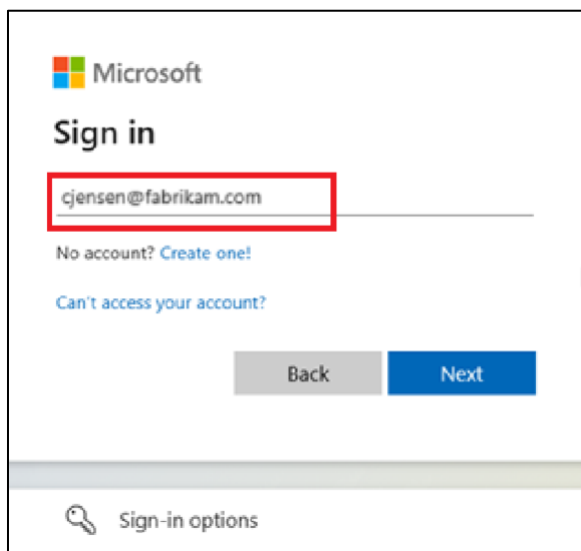 Microsoft
Sign in
cjensen@fabrikam.com
No account? Create one!
Can't access your account?
Back Next
Sign-in options